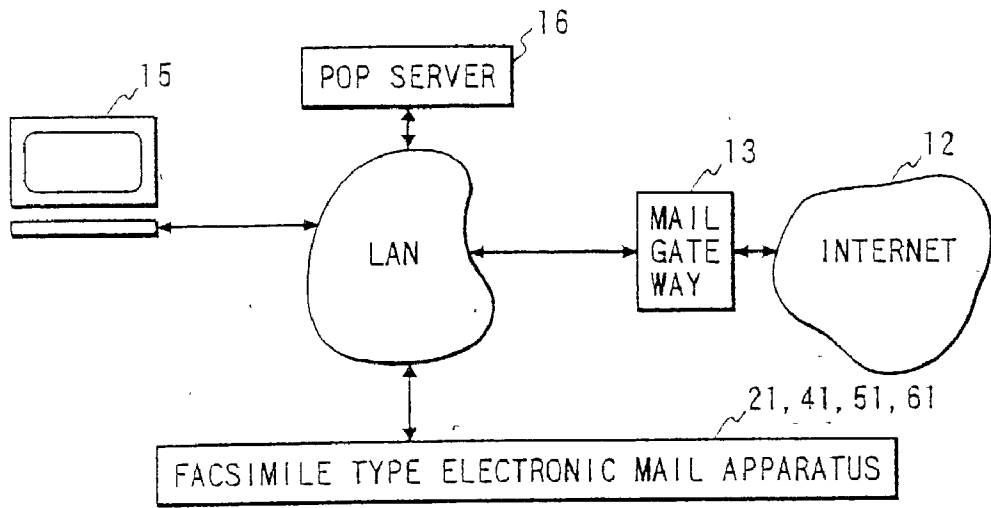 16
POP SERVER
15
13
12
MAIL
GATE
WAY
LAN
INTERNET
21, 41, 51, 61
FACSIMILE TYPE ELECTRONIC MAIL APPARATUS